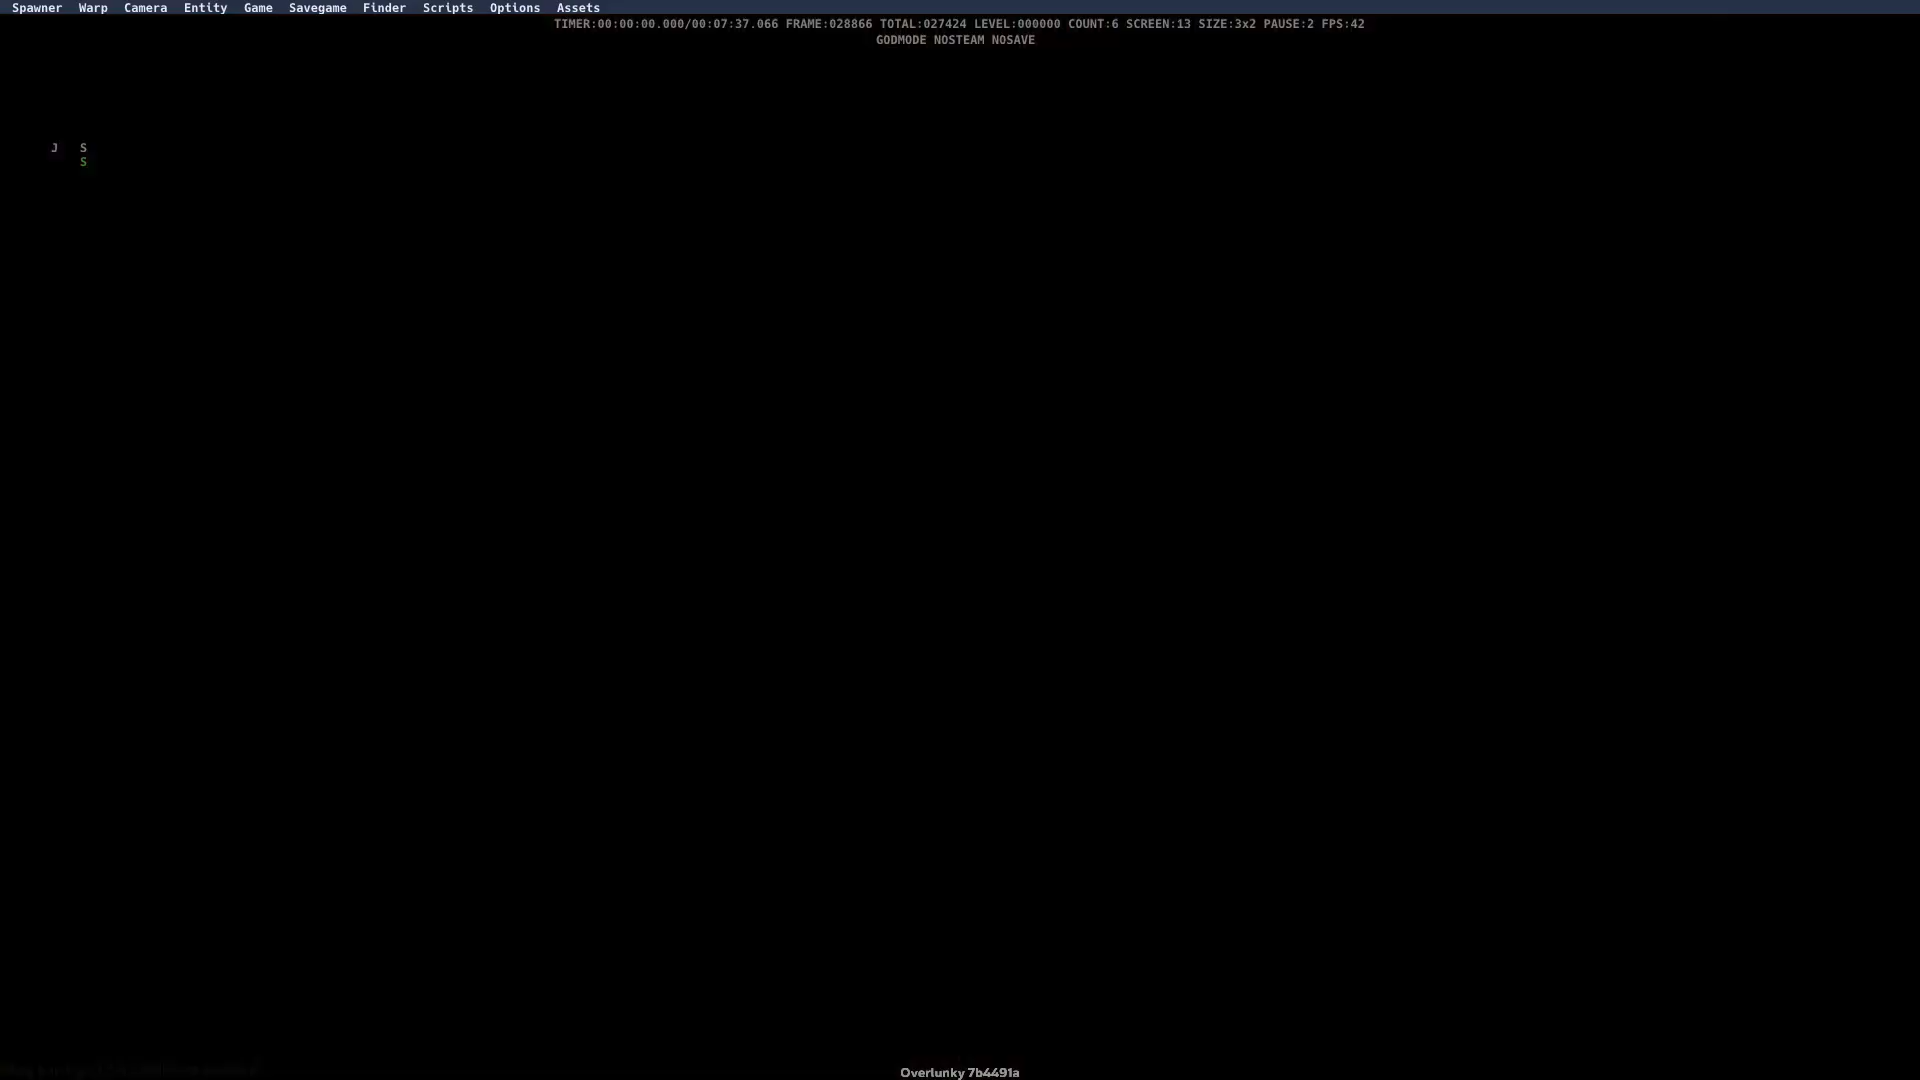 Spawner Warp Camera Entity Game Savegame Finder Scripts Options Assets
TIMER:00:00:00.000/00:07:37.066 FRAME:028866 TOTAL:027424 LEVEL:000000 COUNT:6 SCREEN:13 SIZE:3x2 PAUSE:2 FPS:42
GODMODE NOSTEAM NOSAVE
J S
S
Overlunky 7b4491a